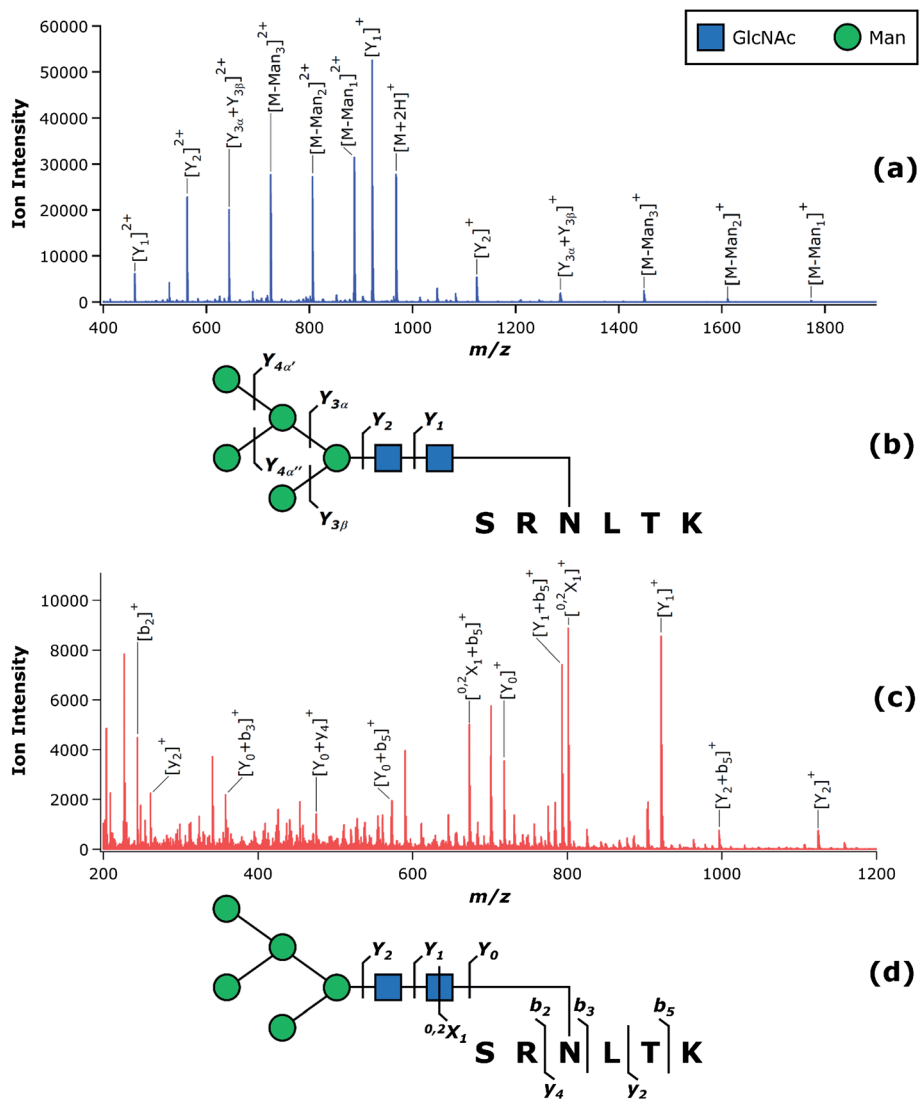 GlcNAc Man
60000
50000
40000
30000
20000
10000
0
Ion Intensity
[Y1]2+
[Y2]2+
[Y3α+Y3β]2+
[M-Man3]2+
[M-Man2]2+
[M-Man1]2+
[Y1]+
[M+2H]+
[Y2]+
[Y3α+Y3β]+
[M-Man3]+
[M-Man2]+
[M-Man1]+
(a)
400 600 800 1000 1200 1400 1600 1800
m/z
Y4α'
Y3α
Y2 Y1
Y4α''
Y3β
(b)
S R N L T K
10000
8000
6000
4000
2000
0
Ion Intensity
[b2]+
[y2]+
[Y0+b3]+
[Y0+y4]+
[Y0+b5]+
[0,2X1+b5]+
[Y0]+
[Y1+b5]+
[0,2X1]+
[Y1]+
[Y2+b5]+
[Y2]+
(c)
200 400 600 800 1000 1200
m/z
Y2 Y1 Y0
0,2X1
(d)
b2 b3 b5
S R N L T K
y4 y2